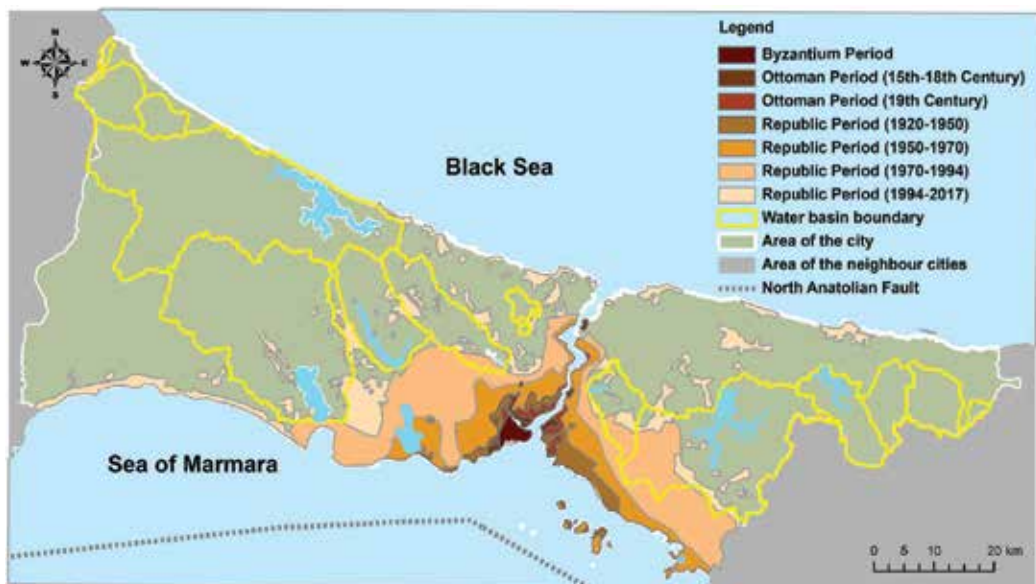 N
W E
S
Black Sea
Sea of Marmara
Legend
Byzantium Period
Ottoman Period (15th-18th Century)
Ottoman Period (19th Century)
Republic Period (1920-1950)
Republic Period (1950-1970)
Republic Period (1970-1994)
Republic Period (1994-2017)
Water basin boundary
Area of the city
Area of the neighbour cities
North Anatolian Fault
0 5 10 20 km